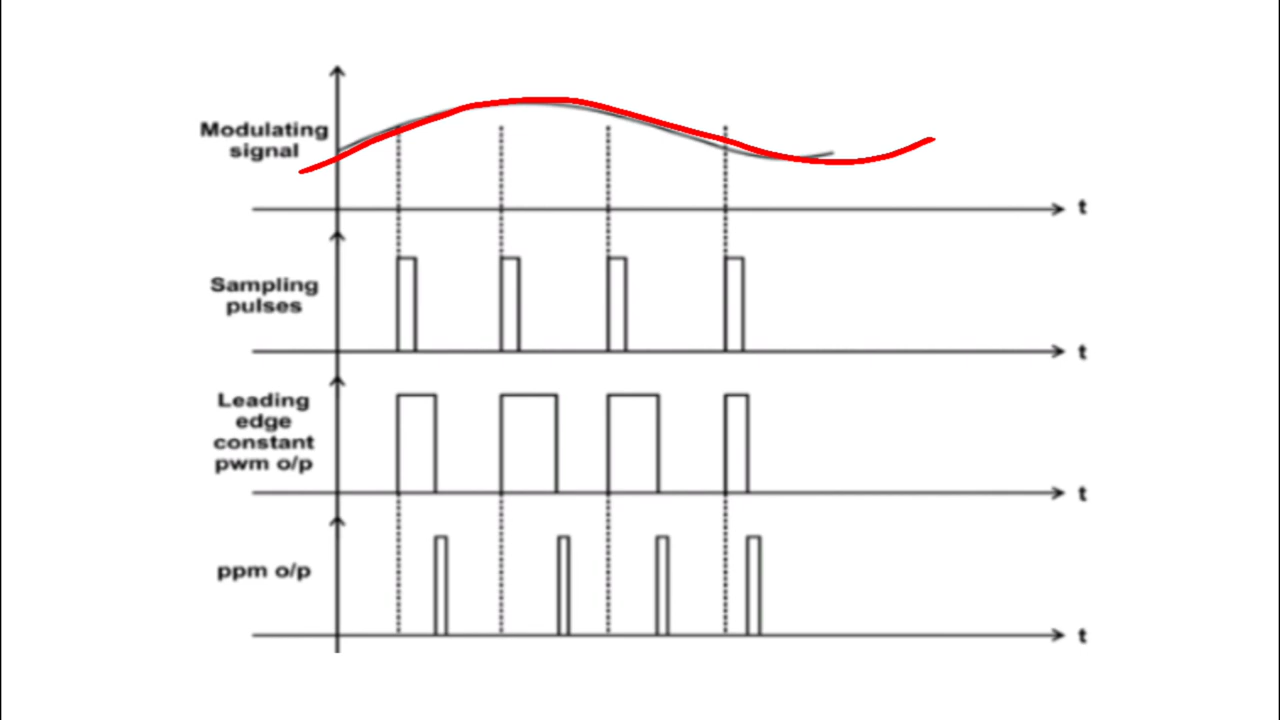 Modulating
signal
t
Sampling
pulses
t
Leading
edge
constant
pwm o/p
t
ppm o/p
t